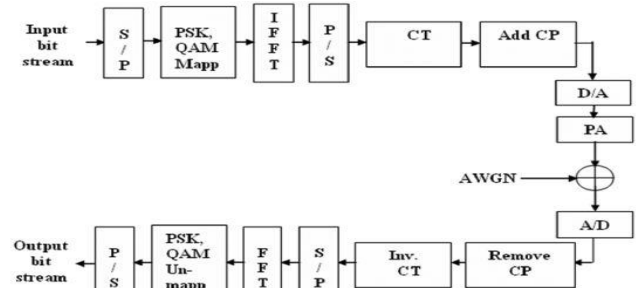 Input
bit
stream
S
/
P
PSK,
QAM
Mapp
I
F
F
T
P
/
S
CT
Add CP
D/A
PA
AWGN
A/D
Remove
CP
Inv.
CT
S
/
P
F
F
T
PSK,
QAM
Un-
mapp
P
/
S
Output
bit
stream